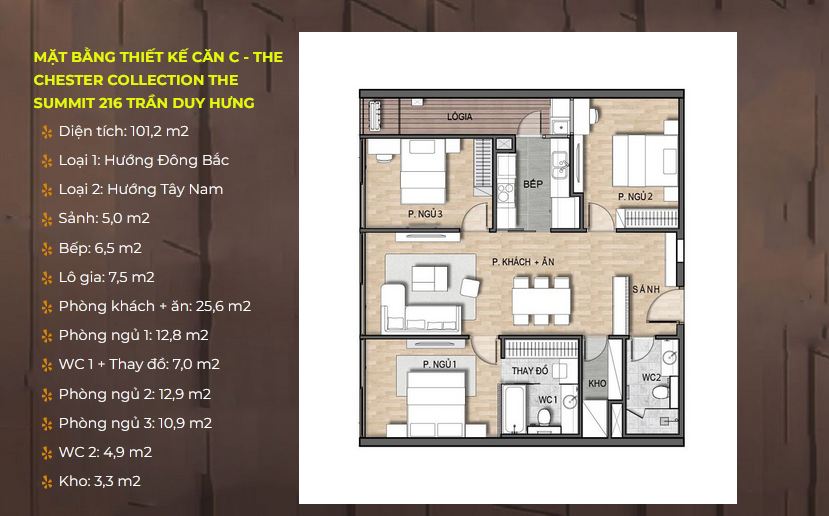 MẶT BẰNG THIẾT KẾ CĂN C - THE
CHESTER COLLECTION THE
SUMMIT 216 TRẦN DUY HƯNG
Diện tích: 101,2 m2
Loại 1: Hướng Đông Bắc
Loại 2: Hướng Tây Nam
Sảnh: 5,0 m2
Bếp: 6,5 m2
Lô gia: 7,5 m2
Phòng khách + ăn: 25,6 m2
Phòng ngủ 1: 12,8 m2
WC 1 + Thay đồ: 7,0 m2
Phòng ngủ 2: 12,9 m2
Phòng ngủ 3: 10,9 m2
WC 2: 4,9 m2
Kho: 3,3 m2
LÔGIA
BẾP
P. NGỦ 2
P. NGỦ 3
P. KHÁCH + ĂN
SẢNH
P. NGỦ 1
THAY ĐỒ
KHO
WC2
WC1